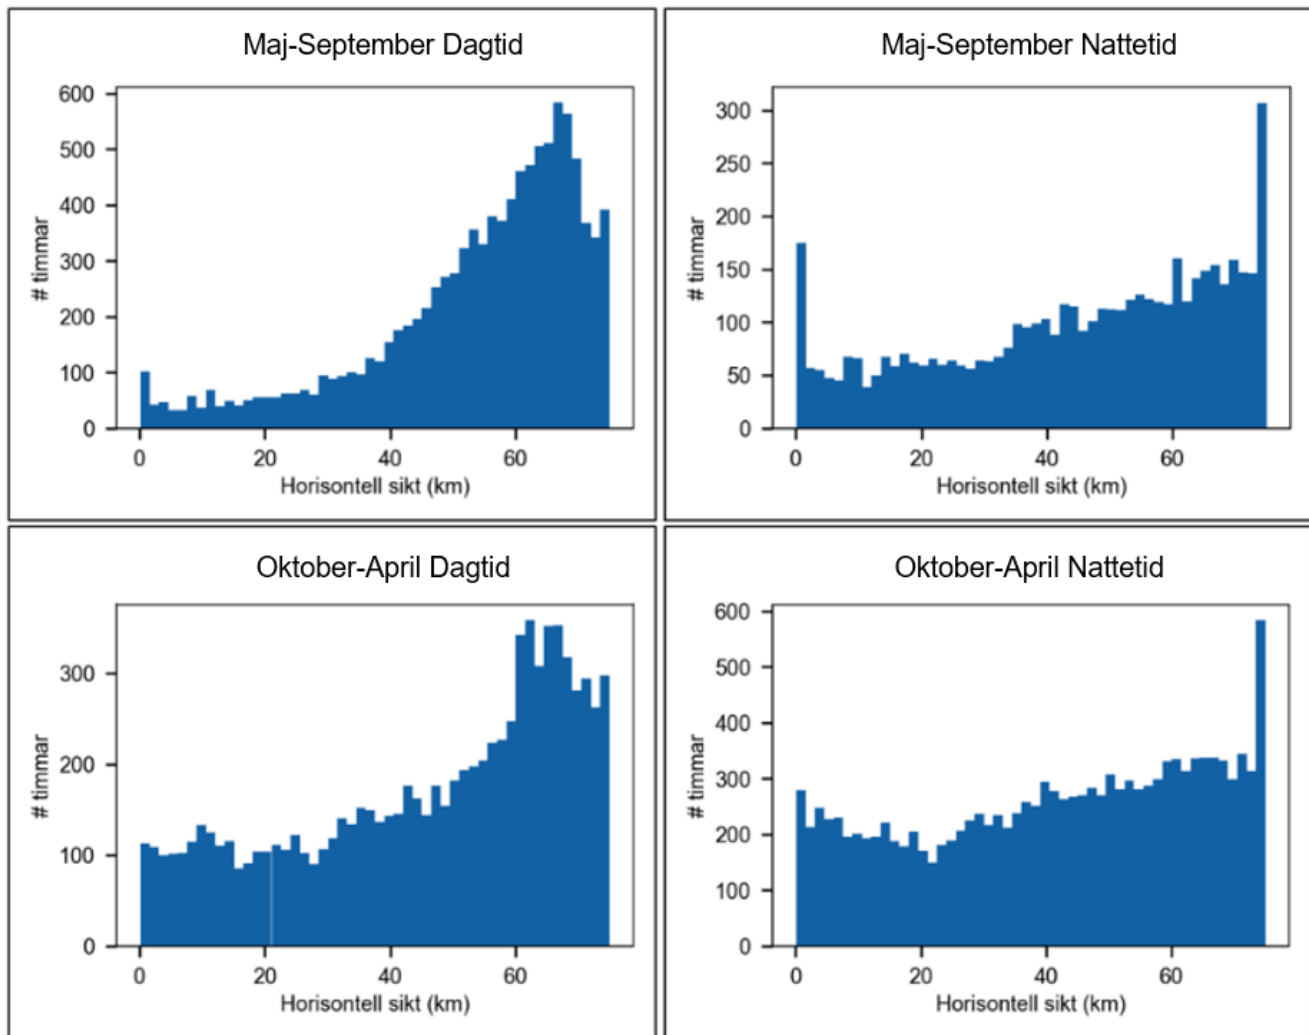 Maj-September Dagtid
600
500
400
300
200
100
0
# timmar
0 20 40 60
Horisontell sikt (km)
Maj-September Nattetid
300
250
200
150
100
50
0
# timmar
0 20 40 60
Horisontell sikt (km)
Oktober-April Dagtid
300
200
100
0
# timmar
0 20 40 60
Horisontell sikt (km)
Oktober-April Nattetid
600
500
400
300
200
100
0
# timmar
0 20 40 60
Horisontell sikt (km)